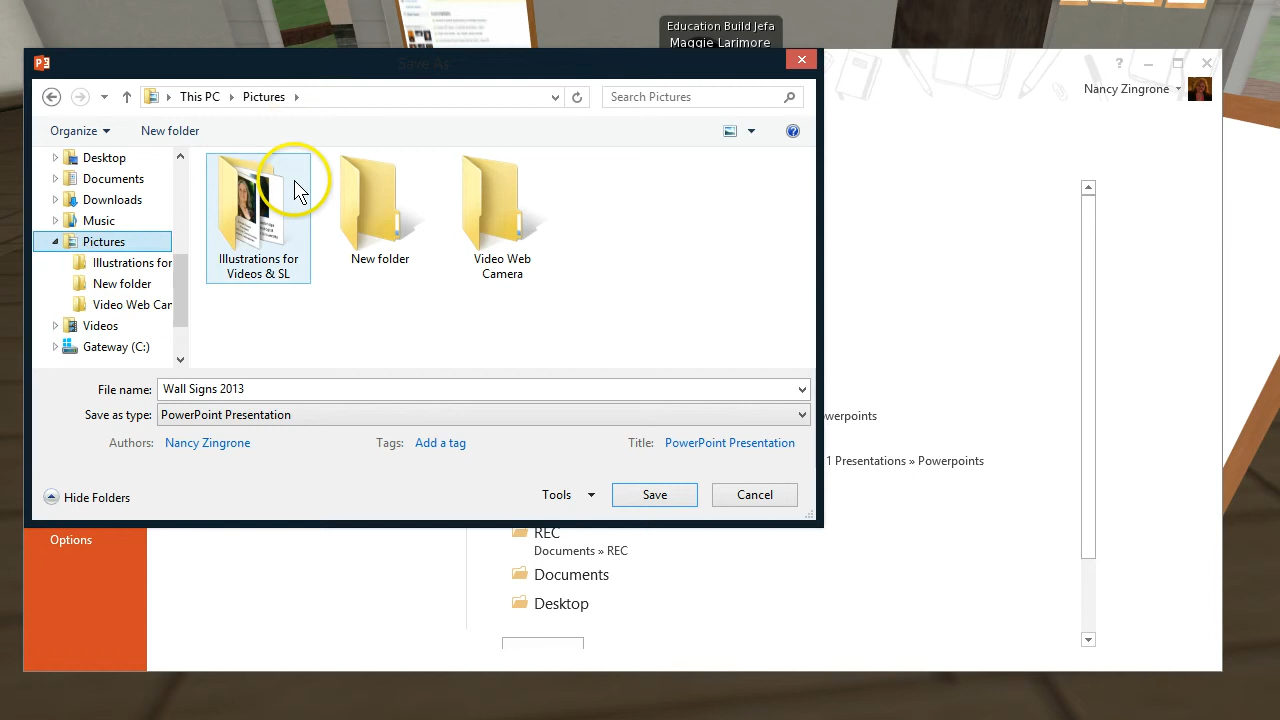 Education Build Jefa
Maggie Larimore
Save As
Nancy Zingrone
This PC
Pictures
Search Pictures
Organize
New folder
Desktop
Documents
Downloads
Music
Pictures
Illustrations for
New folder
Video Web Car
Videos
Gateway (C:)
Illustrations for
Videos & SL
New folder
Video Web
Camera
File name:
Wall Signs 2013
Save as type:
PowerPoint Presentation
Authors:
Nancy Zingrone
Tags:
Add a tag
Title:
PowerPoint Presentation
werpoints
1 Presentations » Powerpoints
Hide Folders
Tools
Save
Cancel
Options
REC
Documents » REC
Documents
Desktop